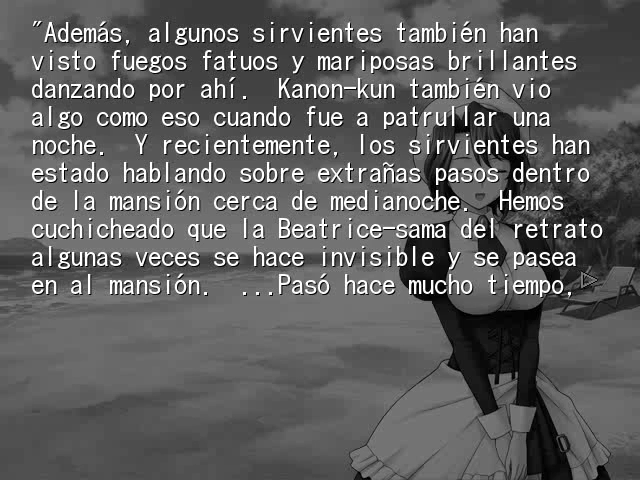 "Además, algunos sirvientes también han
visto fuegos fatuos y mariposas brillantes
danzando por ahí.  Kanon-kun también vio
algo como eso cuando fue a patrullar una
noche.  Y recientemente, los sirvientes han
estado hablando sobre extrañas pasos dentro
de la mansión cerca de medianoche.  Hemos
cuchicheado que la Beatrice-sama del retrato
algunas veces se hace invisible y se pasea
en al mansión.  ...Pasó hace mucho tiempo,